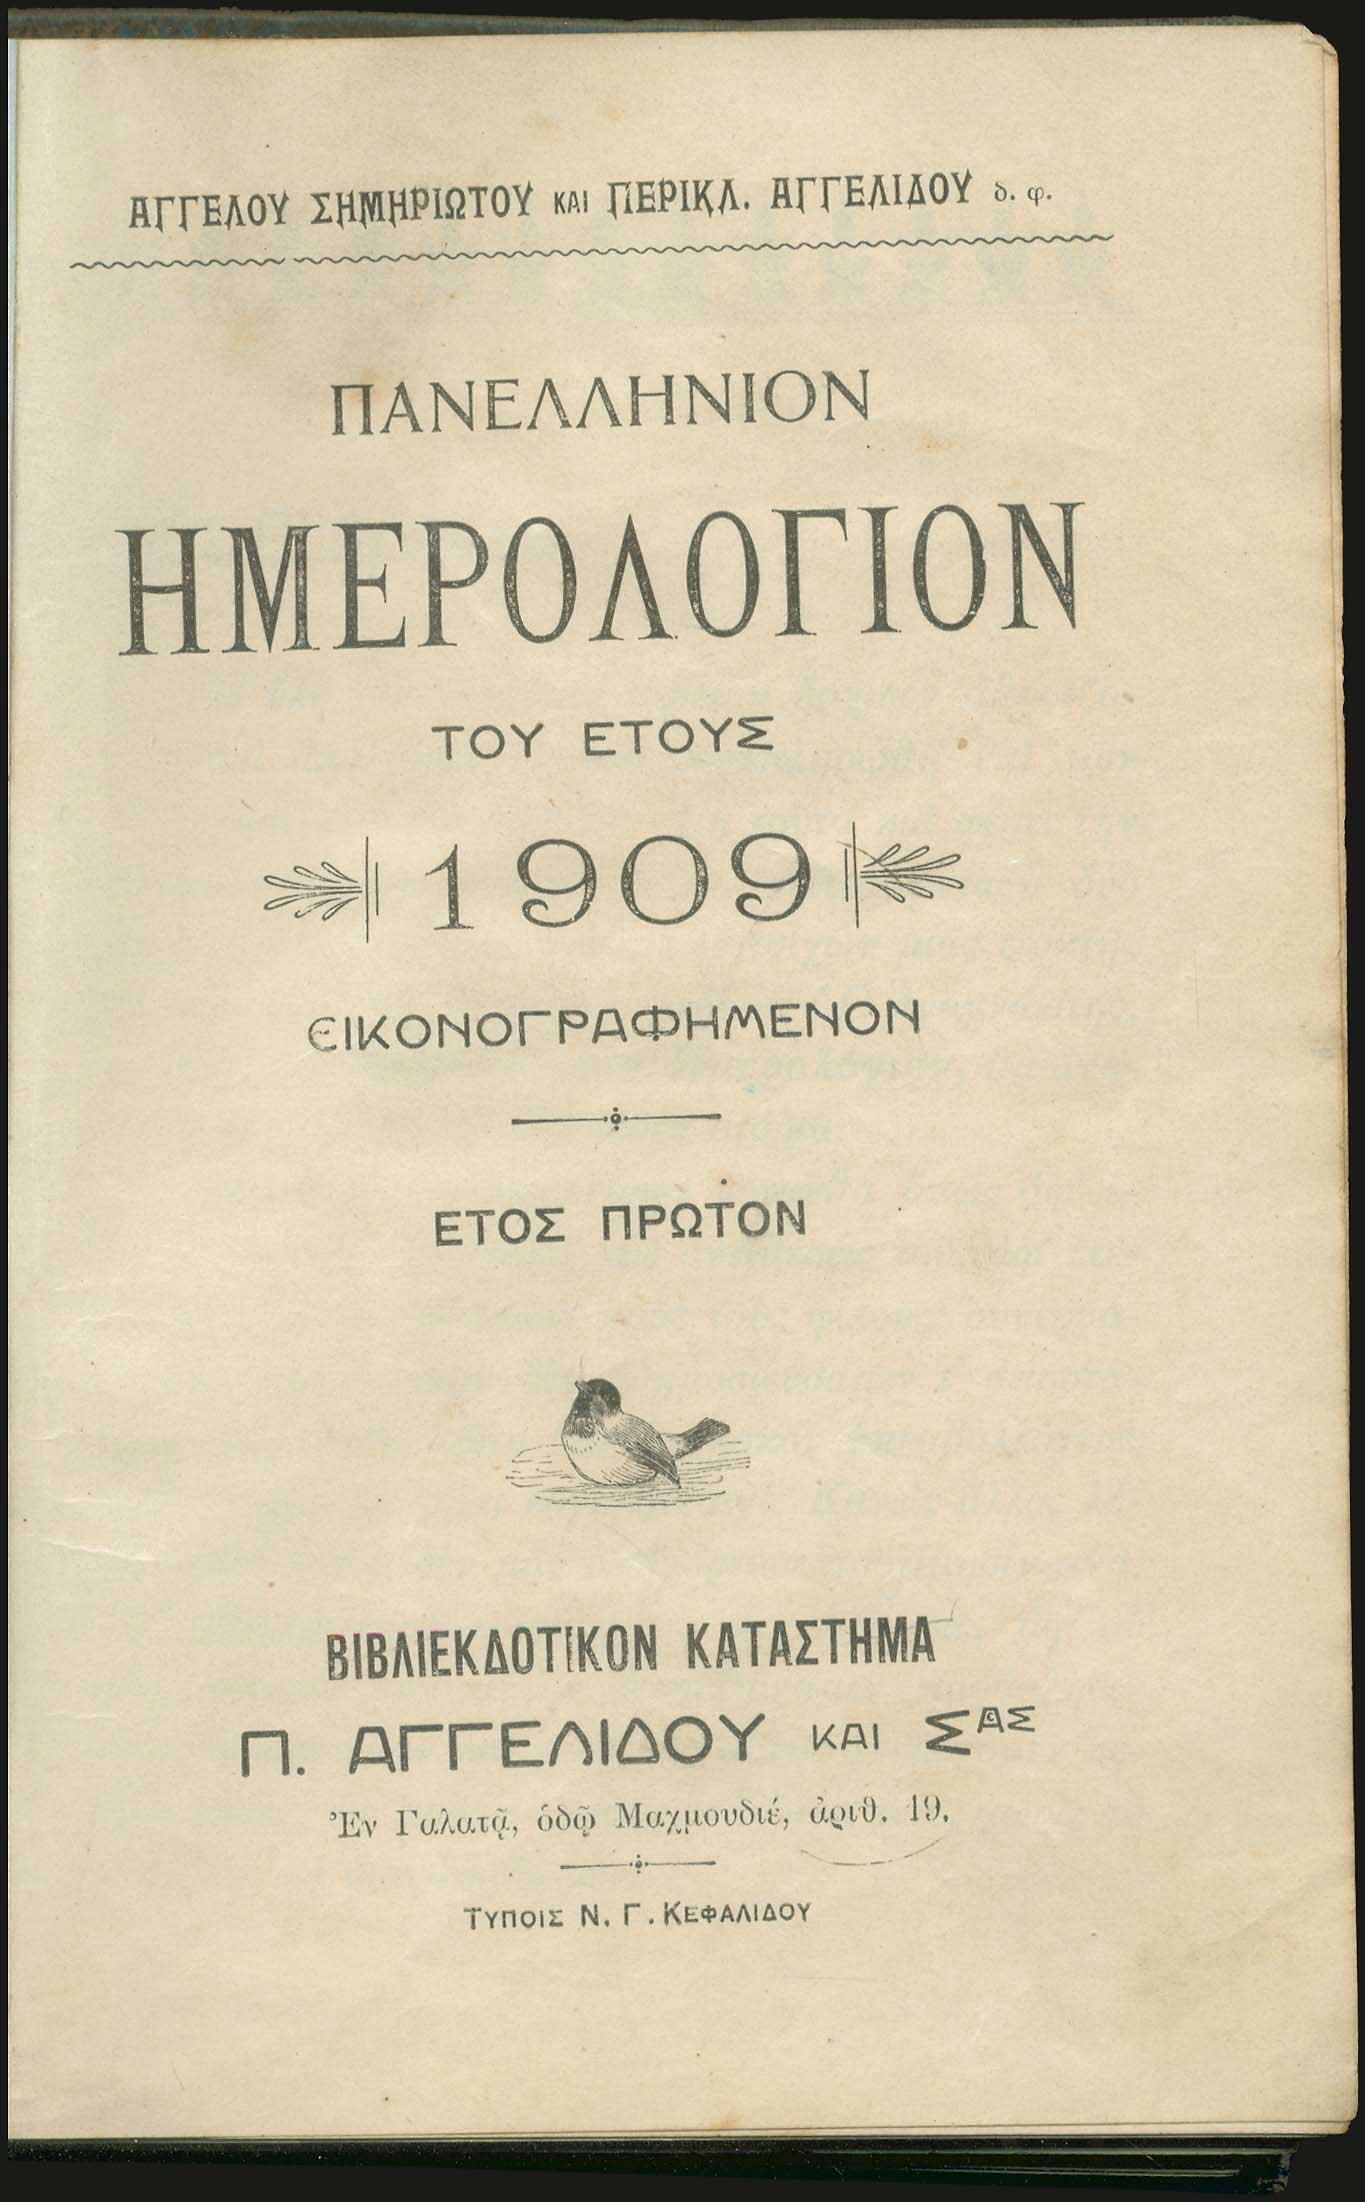 ΑΓΓΕΛΟΥ ΣΗΜΗΡΙΩΤΟΥ ΚΑΙ ΠΕΡΙΚΛ. ΑΓΓΕΛΙΔΟΥ δ. φ.
ΠΑΝΕΛΛΗΝΙΟΝ
ΗΜΕΡΟΛΟΓΙΟΝ
ΤΟΥ ΕΤΟΥΣ
1909
ΕΙΚΟΝΟΓΡΑΦΗΜΕΝΟΝ
ΕΤΟΣ ΠΡΩΤΟΝ
ΒΙΒΛΙΕΚΔΟΤΙΚΟΝ ΚΑΤΑΣΤΗΜΑ
Π. ΑΓΓΕΛΙΔΟΥ ΚΑΙ ΣΑΣ
Ἐν Γαλατᾷ, ὁδῷ Μαχμουδιέ, ἀριθ. 19.
ΤΥΠΟΙΣ Ν. Γ. ΚΕΦΑΛΙΔΟΥ